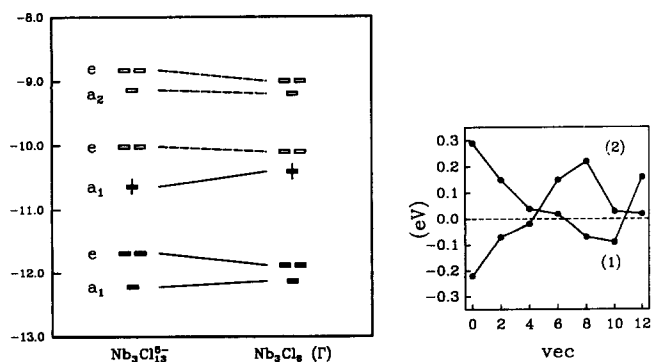 -8.0
-9.0
-10.0
-11.0
-12.0
-13.0
e
a₂
e
a₁
e
a₁
Nb₃Cl₁₃⁵⁻
Nb₃Cl₈ (Γ)
0.3
0.2
0.1
0.0
-0.1
-0.2
-0.3
(eV)
(2)
(1)
0 2 4 6 8 10 12
vec